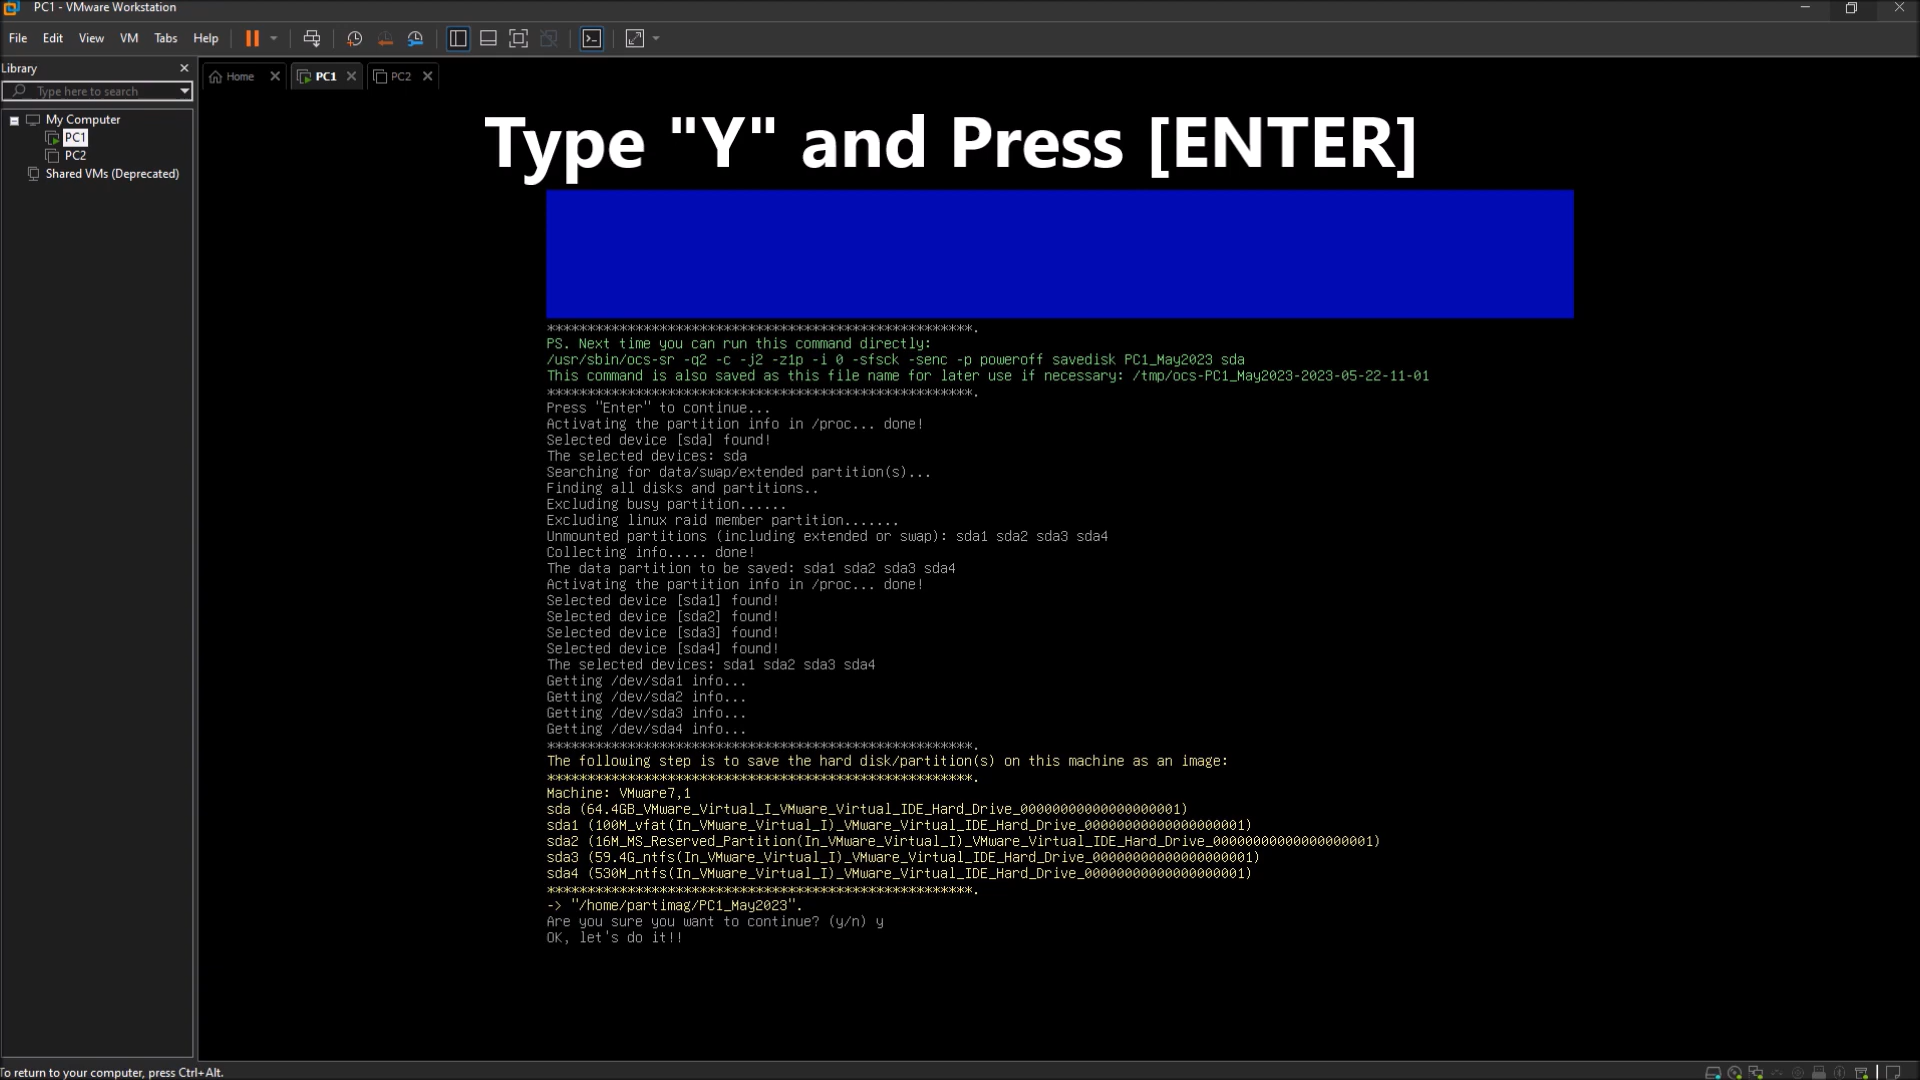 PC1 - VMware Workstation
File Edit View VM Tabs Help
Library
Home PC1 PC2
Type here to search
My Computer
PC1
PC2
Shared VMs (Deprecated)
Type "Y" and Press [ENTER]
*****************************************************.
PS. Next time you can run this command directly:
/usr/sbin/ocs-sr -q2 -c -j2 -z1p -i 0 -sfsck -senc -p poweroff savedisk PC1_May2023 sda
This command is also saved as this file name for later use if necessary: /tmp/ocs-PC1_May2023-2023-05-22-11-01
*****************************************************.
Press "Enter" to continue...
Activating the partition info in /proc... done!
Selected device [sda] found!
The selected devices: sda
Searching for data/swap/extended partition(s)...
Finding all disks and partitions..
Excluding busy partition......
Excluding linux raid member partition.......
Unmounted partitions (including extended or swap): sda1 sda2 sda3 sda4
Collecting info..... done!
The data partition to be saved: sda1 sda2 sda3 sda4
Activating the partition info in /proc... done!
Selected device [sda1] found!
Selected device [sda2] found!
Selected device [sda3] found!
Selected device [sda4] found!
The selected devices: sda1 sda2 sda3 sda4
Getting /dev/sda1 info...
Getting /dev/sda2 info...
Getting /dev/sda3 info...
Getting /dev/sda4 info...
*****************************************************.
The following step is to save the hard disk/partition(s) on this machine as an image:
*****************************************************.
Machine: VMware7,1
sda (64.4GB_VMware_Virtual_I_VMware_Virtual_IDE_Hard_Drive_00000000000000000001)
sda1 (100M_vfat(In_VMware_Virtual_I)_VMware_Virtual_IDE_Hard_Drive_00000000000000000001)
sda2 (16M_MS_Reserved_Partition(In_VMware_Virtual_I)_VMware_Virtual_IDE_Hard_Drive_00000000000000000001)
sda3 (59.4G_ntfs(In_VMware_Virtual_I)_VMware_Virtual_IDE_Hard_Drive_00000000000000000001)
sda4 (530M_ntfs(In_VMware_Virtual_I)_VMware_Virtual_IDE_Hard_Drive_00000000000000000001)
*****************************************************.
-> "/home/partimag/PC1_May2023".
Are you sure you want to continue? (y/n) y
OK, let's do it!!
To return to your computer, press Ctrl+Alt.